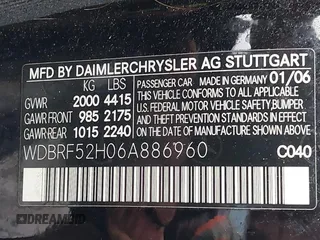 MFD BY DAIMLERCHRYSLER AG STUTTGART
KG LBS
GVWR 2000 4415
GAWR FRONT 985 2175
GAWR-REAR 1015 2240
PASSENGER CAR MADE IN GERMANY 01/06
THIS VEHICLE CONFORMS TO ALL APPLICABLE
U.S. FEDERAL MOTOR VEHICLE SAFETY, BUMPER
AND THEFT PREVENTION STANDARDS IN EFFECT
ON THE DATE OF MANUFACTURE SHOWN ABOVE.
WDBRF52H06A886960 C040
DREAMBID